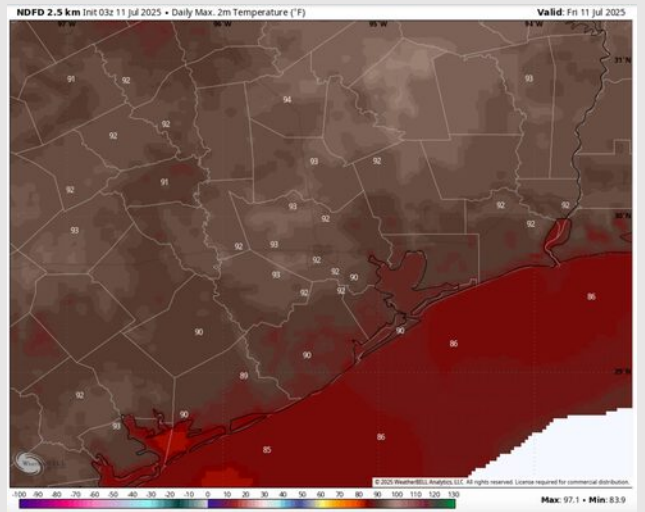 NDFD 2.5 km Init 03z 11 Jul 2025 • Daily Max. 2m Temperature (°F) Valid: Fri 11 Jul 2025
97°W 96°W 95°W 94°W
31°N
91 92 93
94
92 92
93 92
92 91
93 92 92 92
92 30°N
93 92 93
92
93 92 90
92 92
86
90 90
86
90
89 29°N
92
90
93
86
85
WeatherBELL
© 2025 WeatherBELL Analytics, LLC. All rights reserved. License required for commercial distribution.
-100 -90 -80 -70 -60 -50 -40 -30 -20 -10 0 10 20 30 40 50 60 70 80 90 100 110 120 130
Max: 97.1 • Min: 83.9